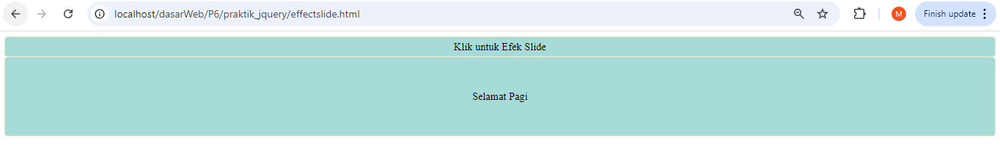 localhost/dasarWeb/P6/praktik_jquery/effectslide.html
M
Finish update
Klik untuk Efek Slide
Selamat Pagi